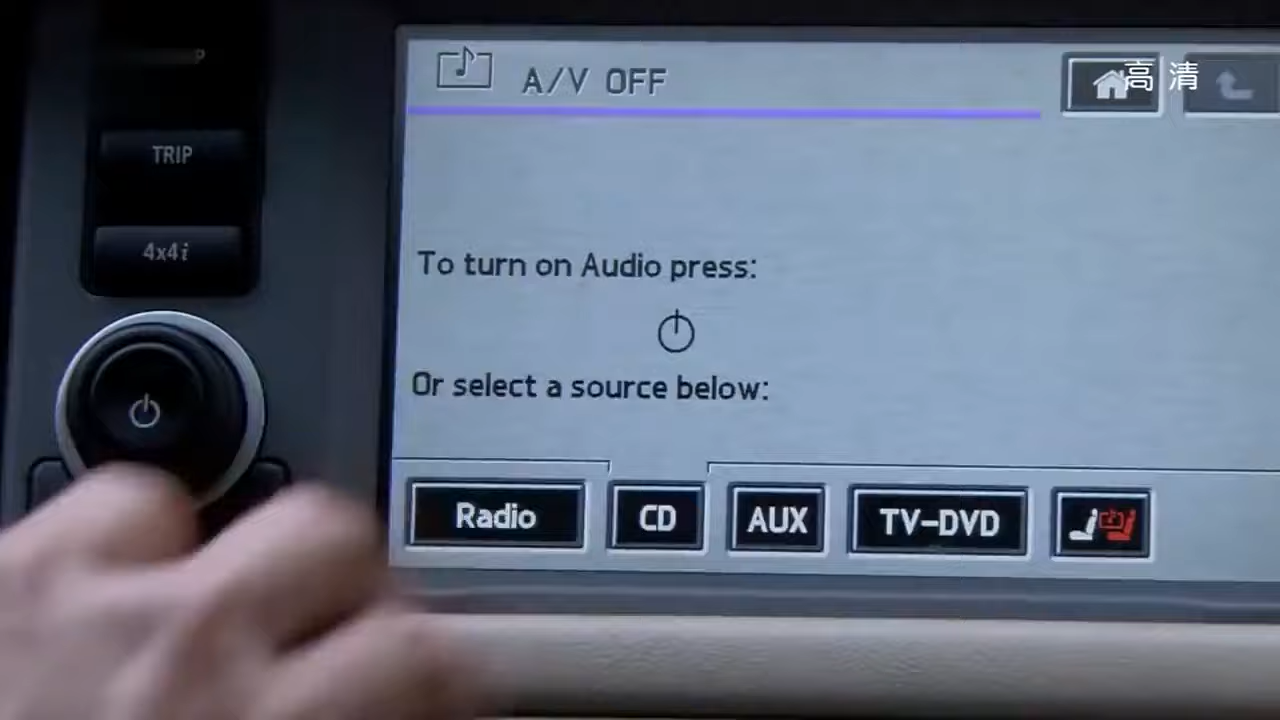 A/V OFF
高清
TRIP
4x4i
To turn on Audio press:
Or select a source below:
Radio
CD
AUX
TV-DVD